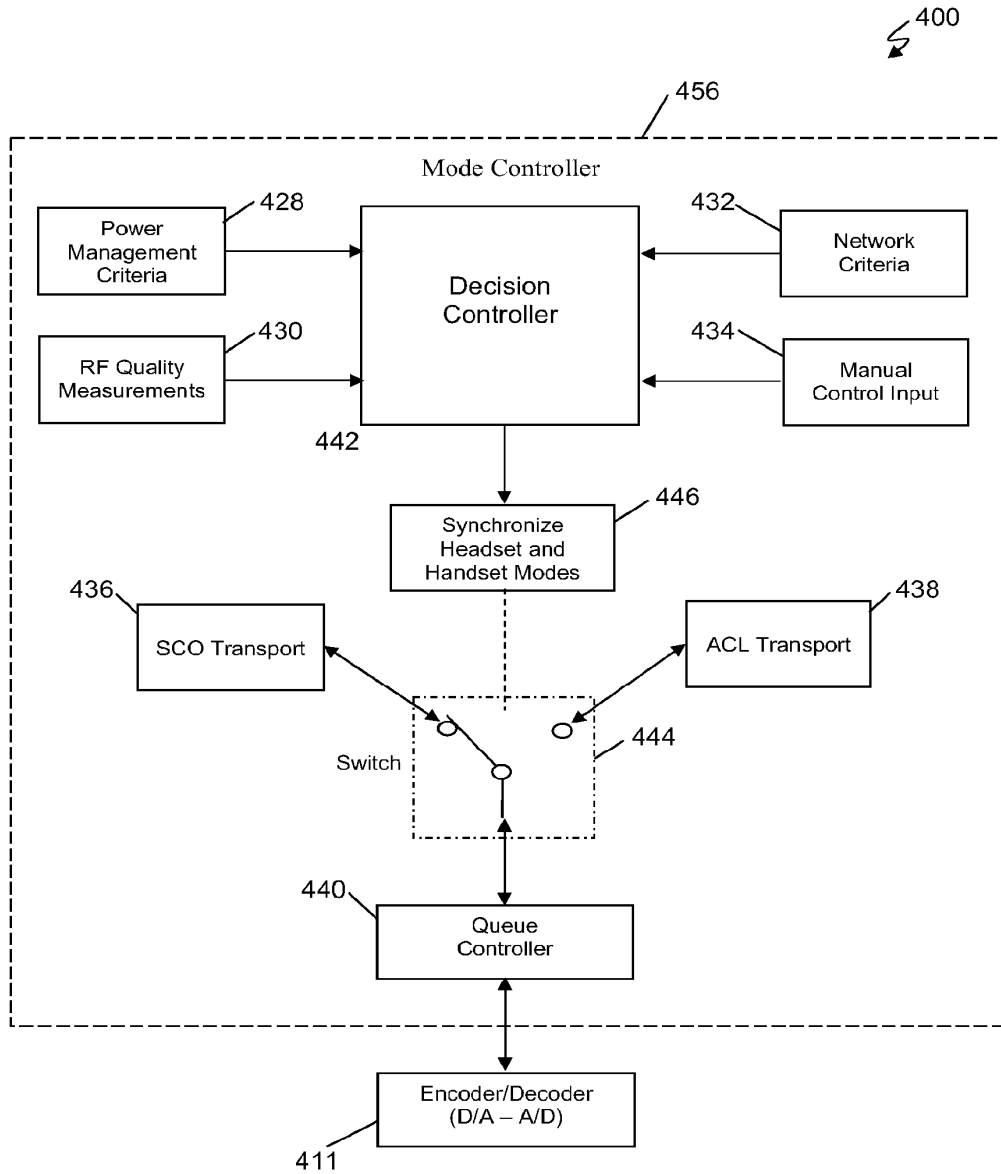 400
456
Mode Controller
428
Power
Management
Criteria
Decision
Controller
432
Network
Criteria
430
RF Quality
Measurements
434
Manual
Control Input
442
446
Synchronize
Headset and
Handset Modes
436
SCO Transport
438
ACL Transport
Switch
444
440
Queue
Controller
Encoder/Decoder
(D/A – A/D)
411